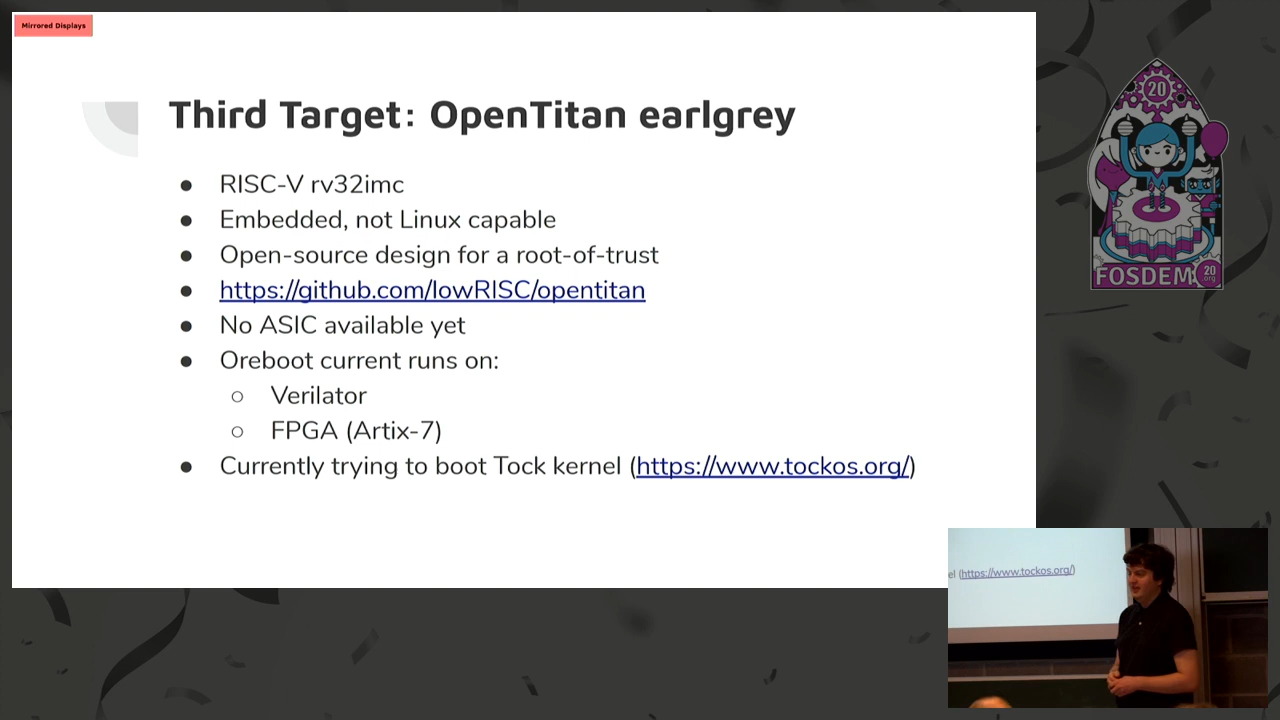 Mirrored Displays
Third Target: OpenTitan earlgrey
● RISC-V rv32imc
● Embedded, not Linux capable
● Open-source design for a root-of-trust
● https://github.com/lowRISC/opentitan
● No ASIC available yet
● Oreboot current runs on:
○ Verilator
○ FPGA (Artix-7)
● Currently trying to boot Tock kernel (https://www.tockos.org/)
20
FOSDEM
20
.org
el (https://www.tockos.org/)